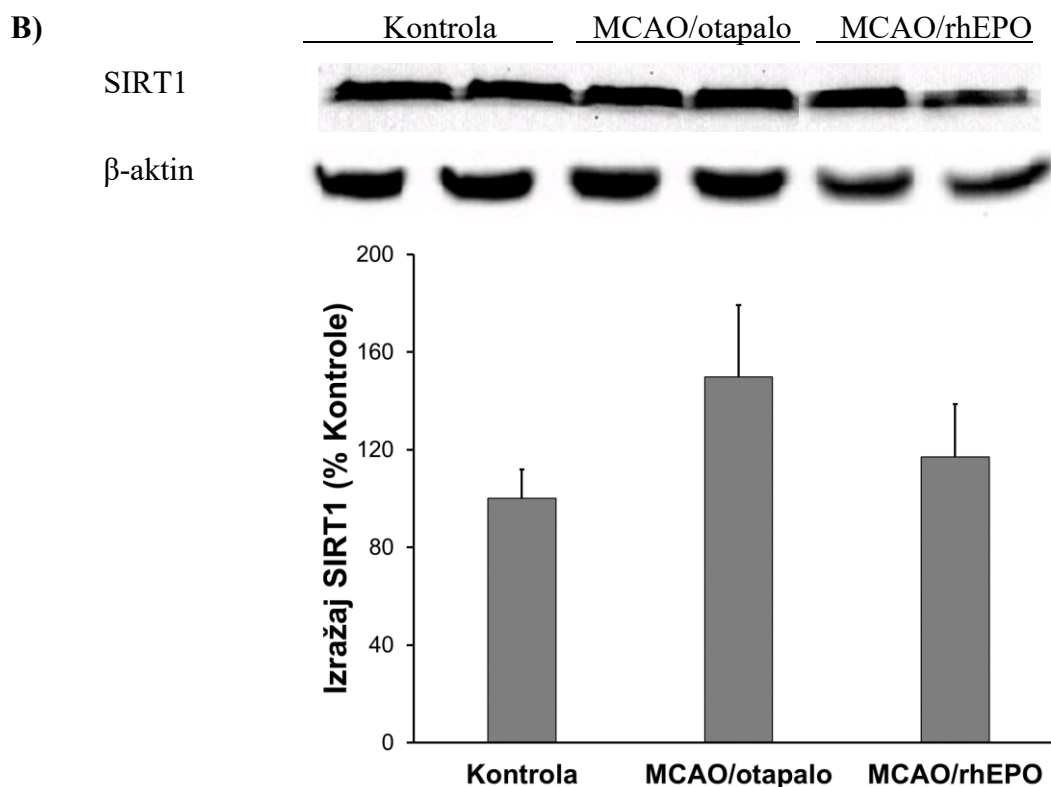 B)
Kontrola MCAO/otapalo MCAO/rhEPO
SIRT1
β-aktin
Izražaj SIRT1 (% Kontrole)
200
160
120
80
40
0
Kontrola MCAO/otapalo MCAO/rhEPO